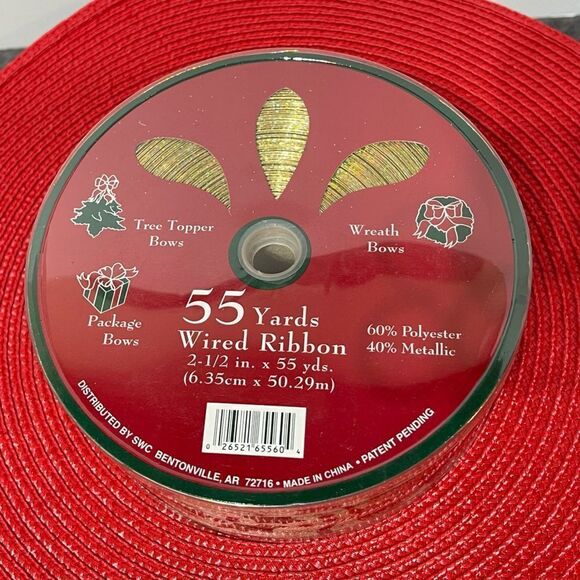 Tree Topper
Bows
Wreath
Bows
Package
Bows
55 Yards
Wired Ribbon
2-1/2 in. x 55 yds.
(6.35cm x 50.29m)
60% Polyester
40% Metallic
0 26521 65560 4
DISTRIBUTED BY SWC BENTONVILLE, AR 72716 • MADE IN CHINA • PATENT PENDING